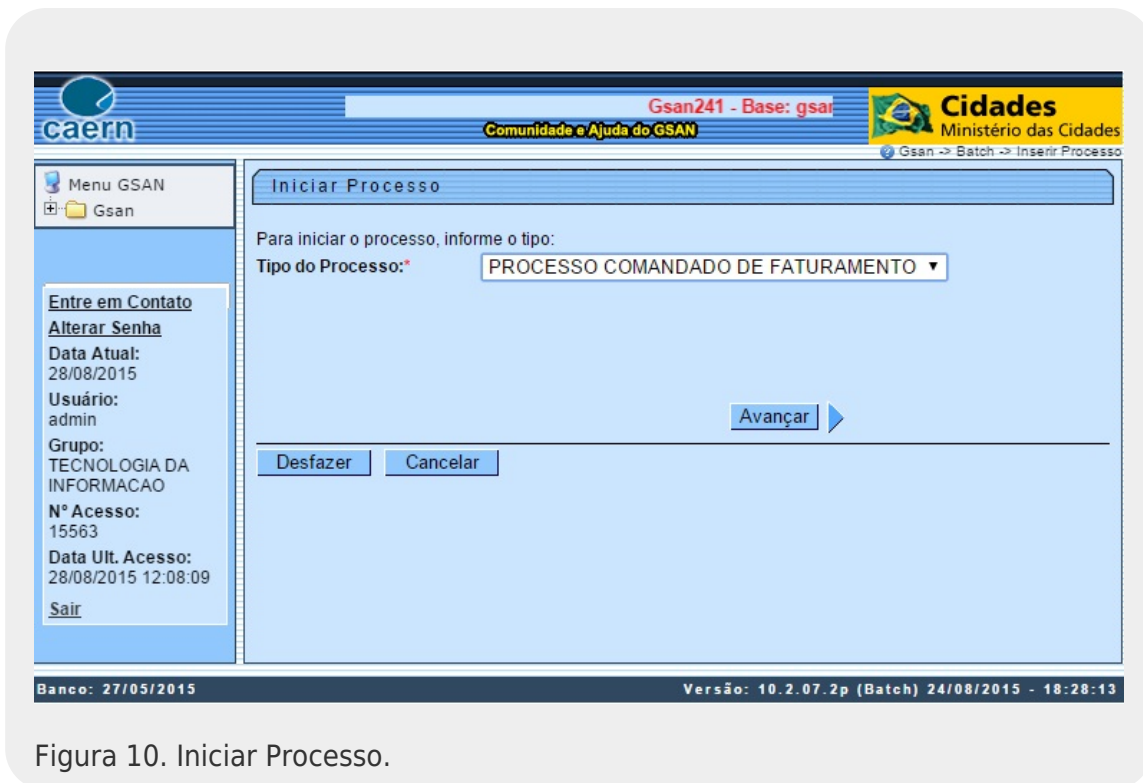 caern
Gsan241 - Base: gsar
Comunidade e Ajuda do GSAN
Cidades
Ministério das Cidades
Gsan -> Batch -> Inserir Processo
Menu GSAN
Gsan
Iniciar Processo
Para iniciar o processo, informe o tipo:
Tipo do Processo:* PROCESSO COMANDADO DE FATURAMENTO
Entre em Contato
Alterar Senha
Data Atual:
28/08/2015
Usuário:
admin
Grupo:
TECNOLOGIA DA
INFORMACAO
Nº Acesso:
15563
Data Ult. Acesso:
28/08/2015 12:08:09
Sair
Avançar
Desfazer Cancelar
Banco: 27/05/2015 Versão: 10.2.07.2p (Batch) 24/08/2015 - 18:28:13
Figura 10. Iniciar Processo.